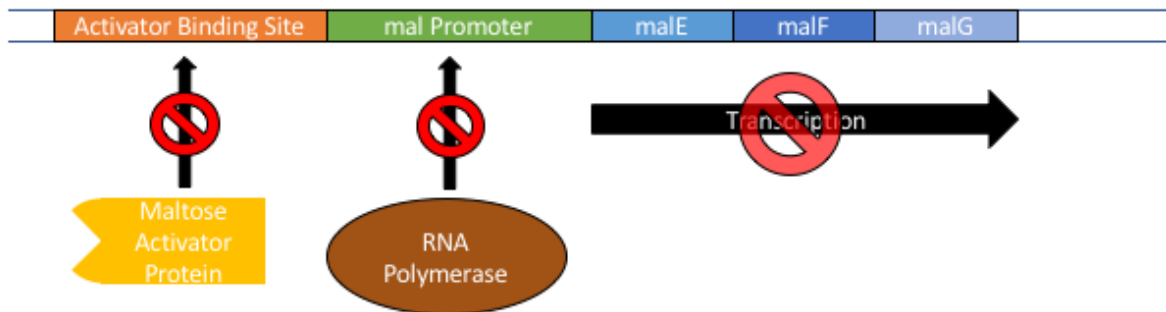 Activator Binding Site
mal Promoter
malE
malF
malG
Transcription
Maltose
Activator
Protein
RNA
Polymerase